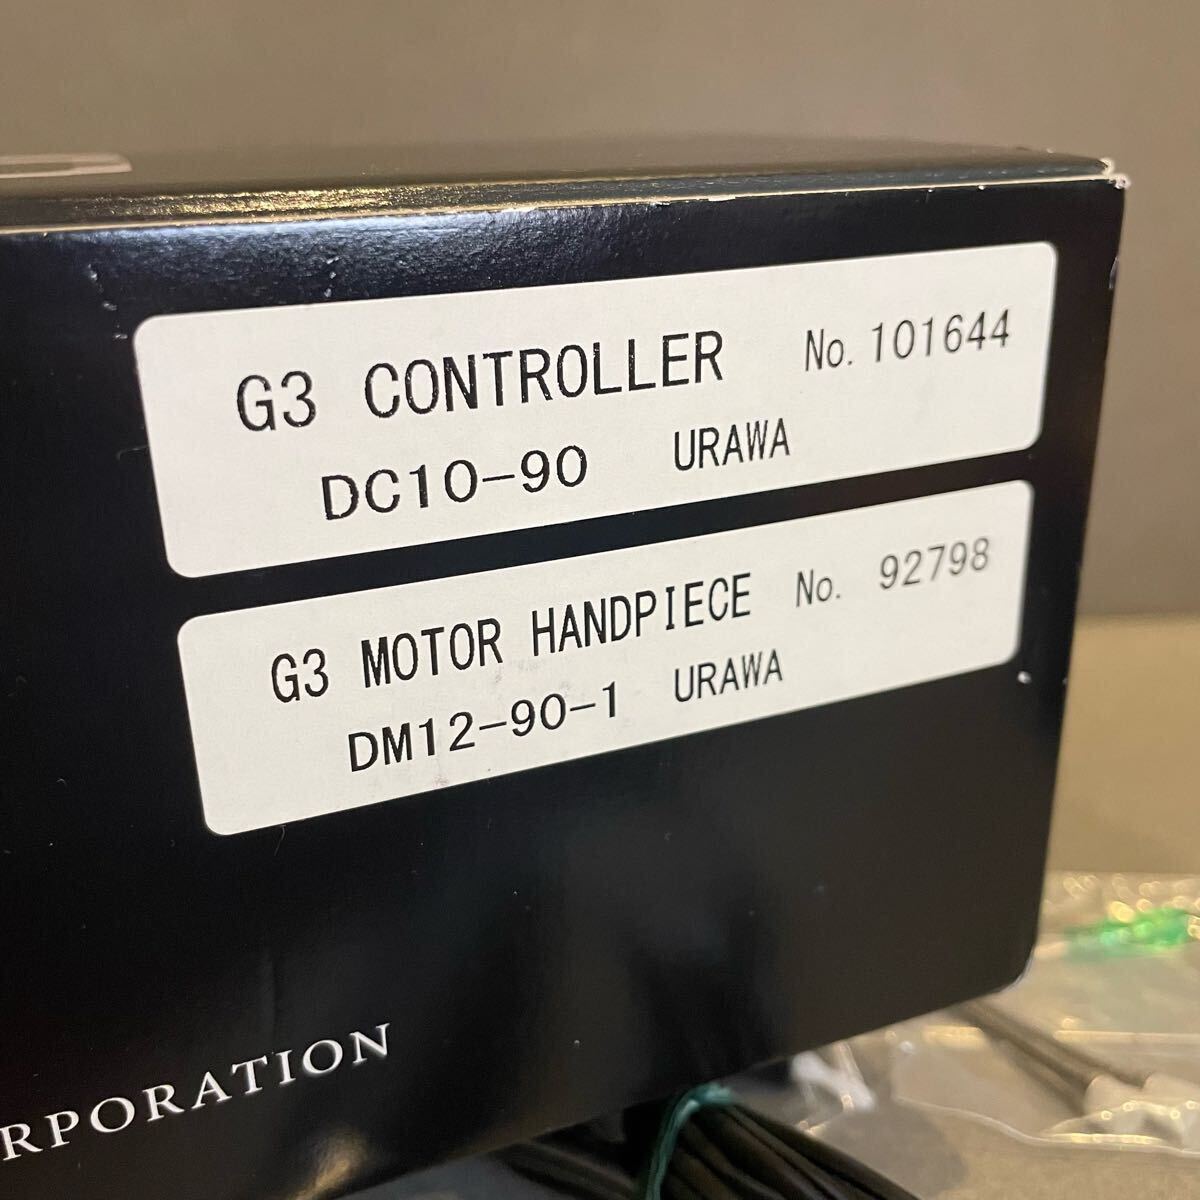 G3 CONTROLLER No. 101644
DC10-90 URAWA
G3 MOTOR HANDPIECE No. 92798
DM12-90-1 URAWA
RPORATION